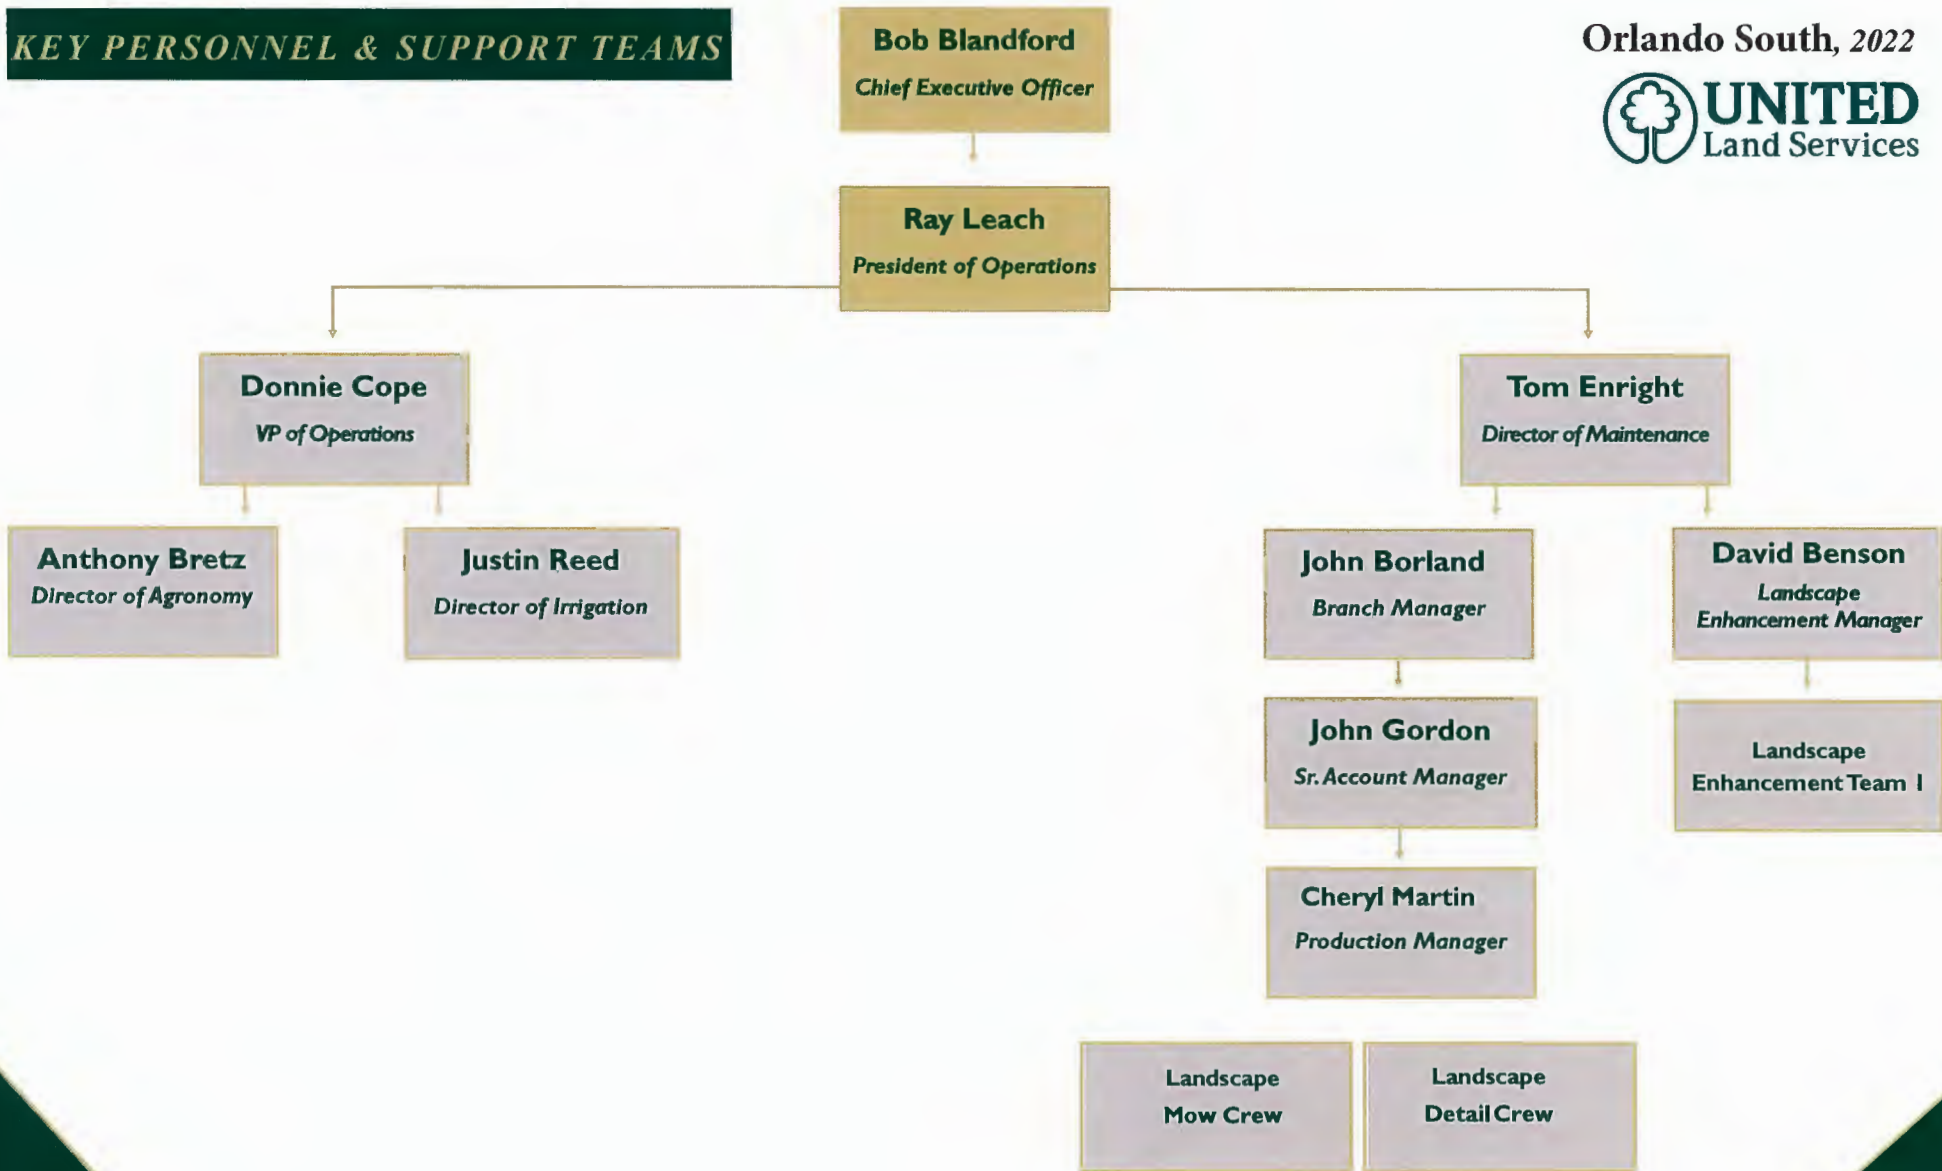 KEY PERSONNEL & SUPPORT TEAMS
Bob Blandford
Chief Executive Officer
Orlando South, 2022
UNITED
Land Services
Ray Leach
President of Operations
Donnie Cope
VP of Operations
Tom Enright
Director of Maintenance
Anthony Bretz
Director of Agronomy
Justin Reed
Director of Irrigation
John Borland
Branch Manager
David Benson
Landscape
Enhancement Manager
John Gordon
Sr. Account Manager
Landscape
Enhancement Team 1
Cheryl Martin
Production Manager
Landscape
Mow Crew
Landscape
Detail Crew